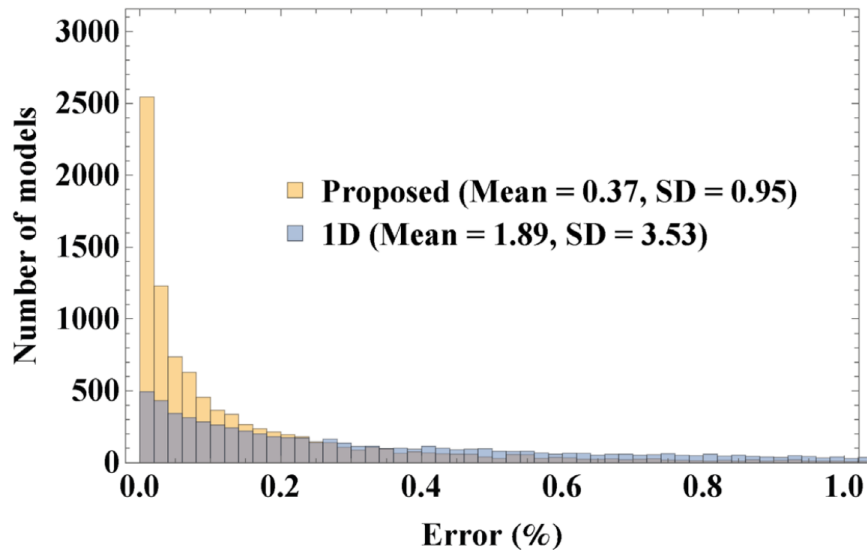 3000
2500
2000
1500
1000
500
0
Number of models
Proposed (Mean = 0.37, SD = 0.95)
1D (Mean = 1.89, SD = 3.53)
0.0 0.2 0.4 0.6 0.8 1.0
Error (%)